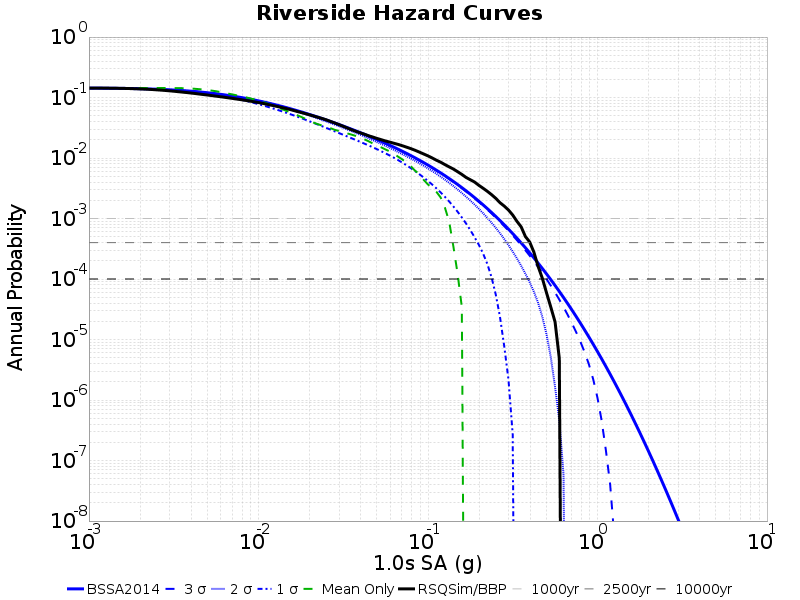 Riverside Hazard Curves
10^0
10^-1
10^-2
10^-3
10^-4
10^-5
10^-6
10^-7
10^-8
Annual Probability
10^-3 10^-2 10^-1 10^0 10^1
1.0s SA (g)
BSSA2014 3 σ 2 σ 1 σ Mean Only RSQSim/BBP 1000yr 2500yr 10000yr